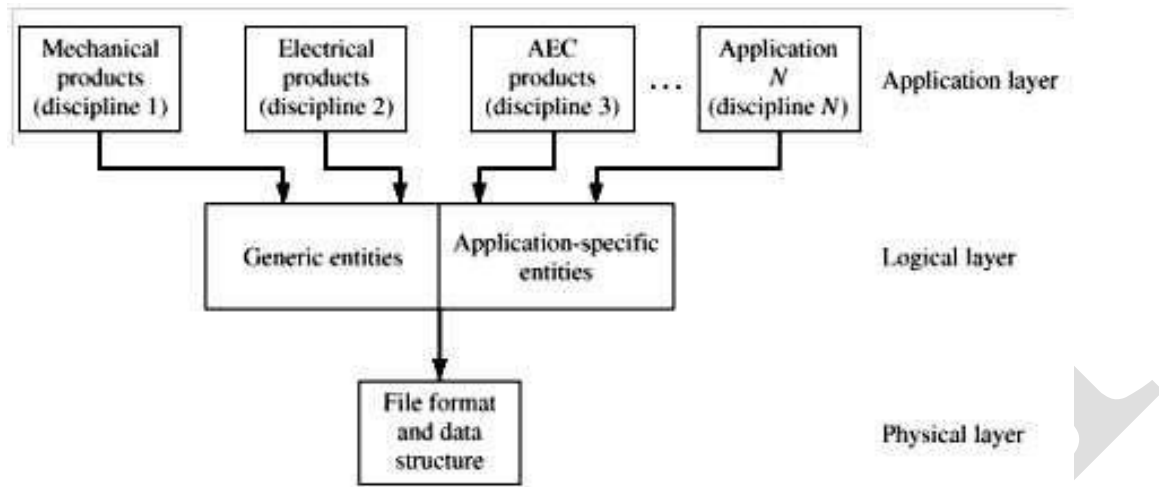 Mechanical
products
(discipline 1)
Electrical
products
(discipline 2)
AEC
products
(discipline 3)
...
Application
N
(discipline N)
Application layer
Generic entities
Application-specific
entities
Logical layer
File format
and data
structure
Physical layer